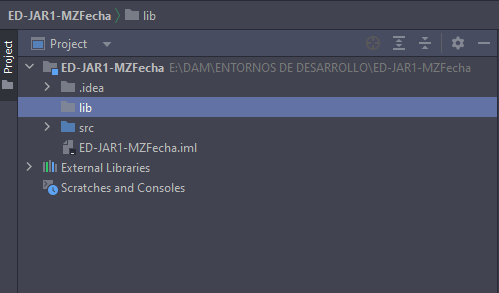 ED-JAR1-MZFecha lib
Project
Project
ED-JAR1-MZFecha E:\DAM\ENTORNOS DE DESARROLLO\ED-JAR1-MZFecha
.idea
lib
src
ED-JAR1-MZFecha.iml
External Libraries
Scratches and Consoles